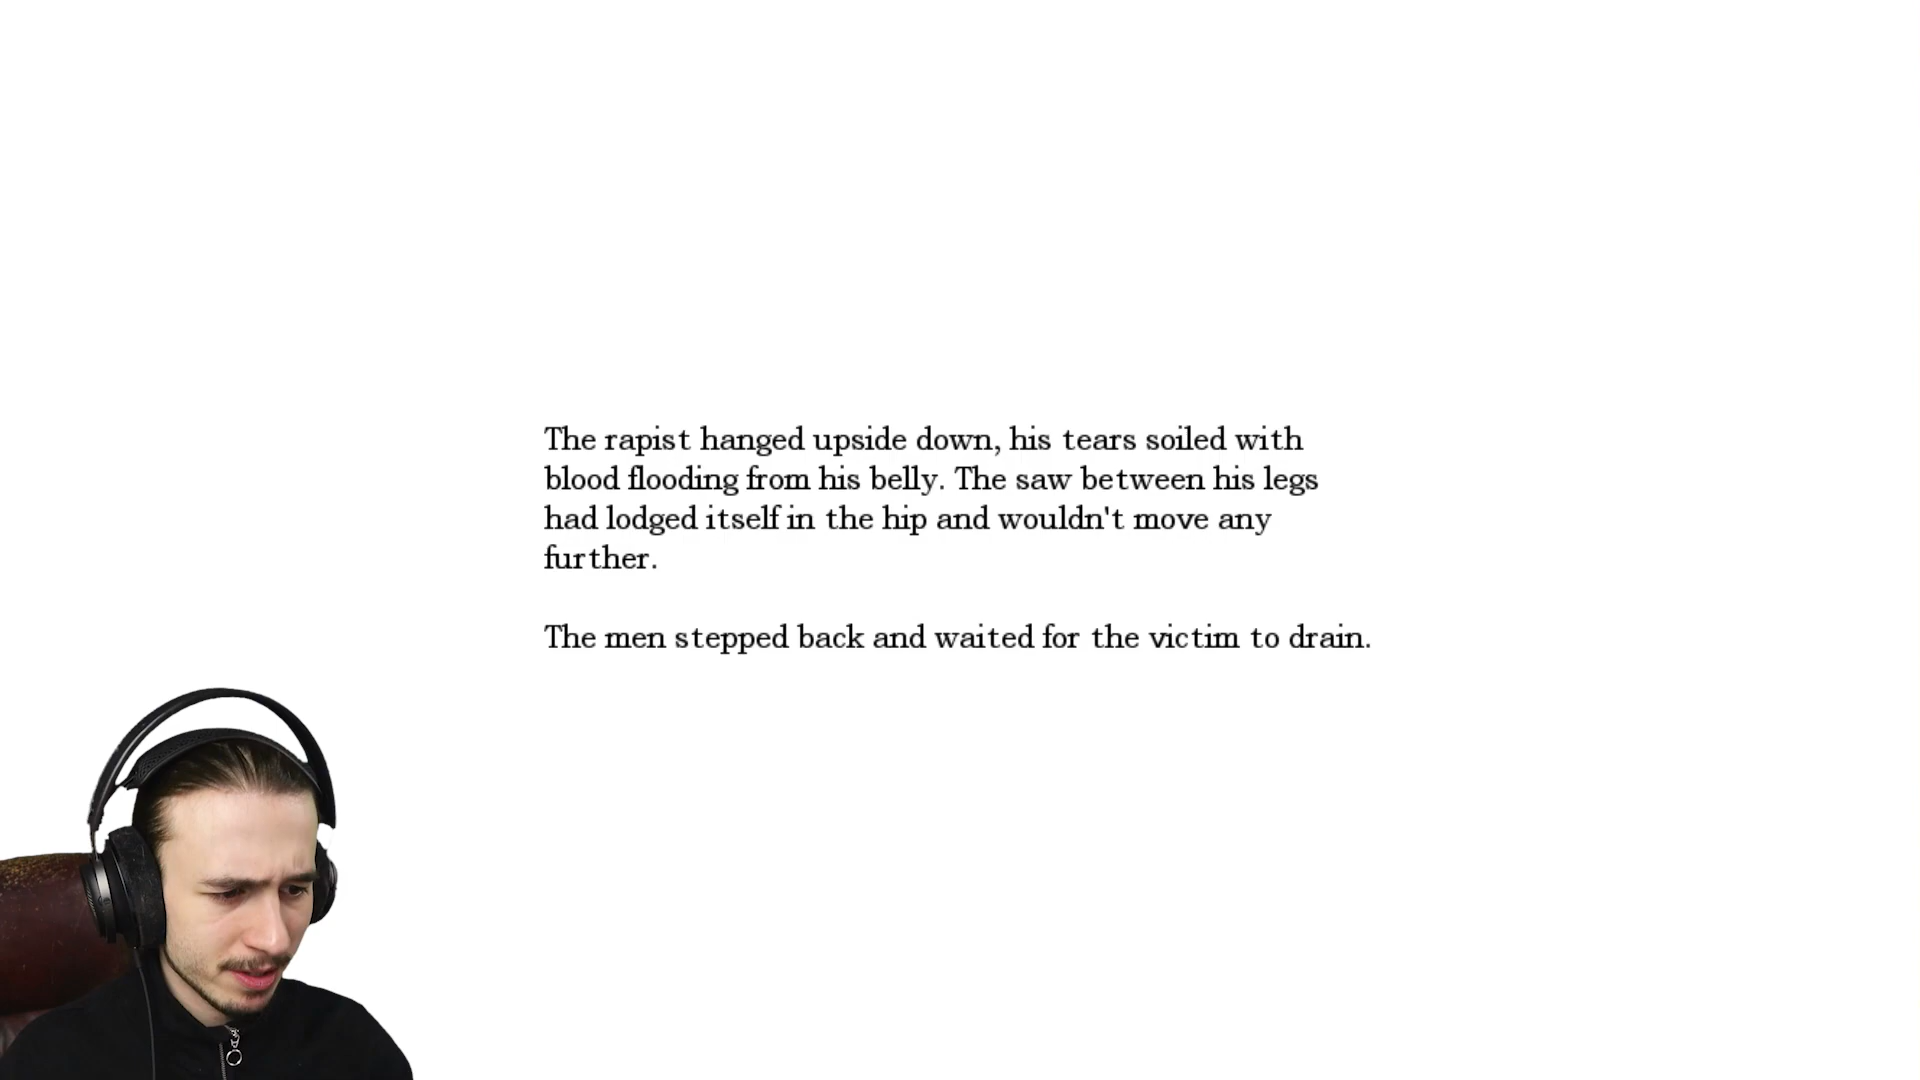 The rapist hanged upside down, his tears soiled with
blood flooding from his belly. The saw between his legs
had lodged itself in the hip and wouldn't move any
further.
The men stepped back and waited for the victim to drain.